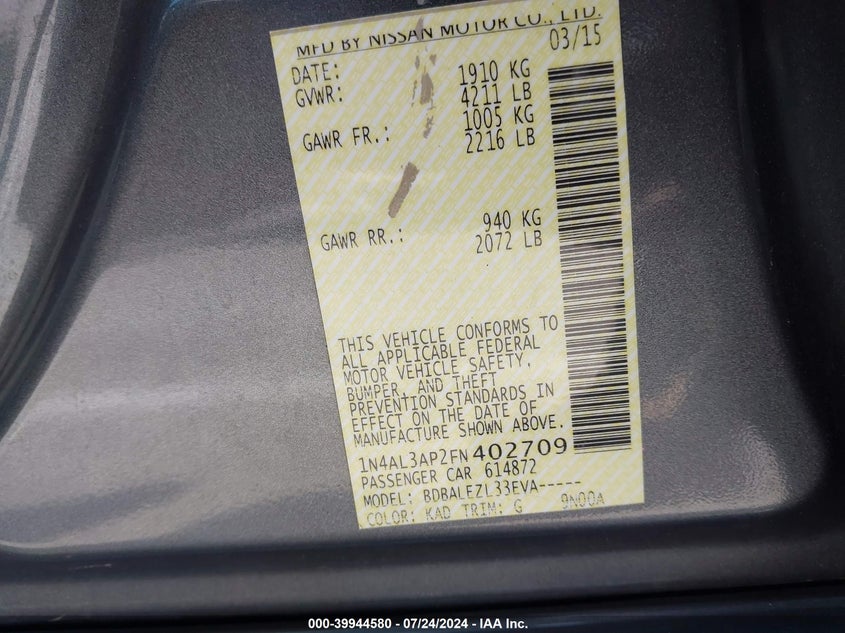 MFD BY NISSAN MOTOR CO., LTD.
DATE: 03/15
GVWR: 1910 KG
4211 LB
GAWR FR.: 1005 KG
2216 LB
GAWR RR.: 940 KG
2072 LB
THIS VEHICLE CONFORMS TO
ALL APPLICABLE FEDERAL
MOTOR VEHICLE SAFETY,
BUMPER, AND THEFT
PREVENTION STANDARDS IN
EFFECT ON THE DATE OF
MANUFACTURE SHOWN ABOVE.
1N4AL3AP2FN402709
PASSENGER CAR 614872
MODEL: BDBALEZL33EVA-----
COLOR: KAD TRIM: G 9N00A
000-39944580 - 07/24/2024 - IAA Inc.